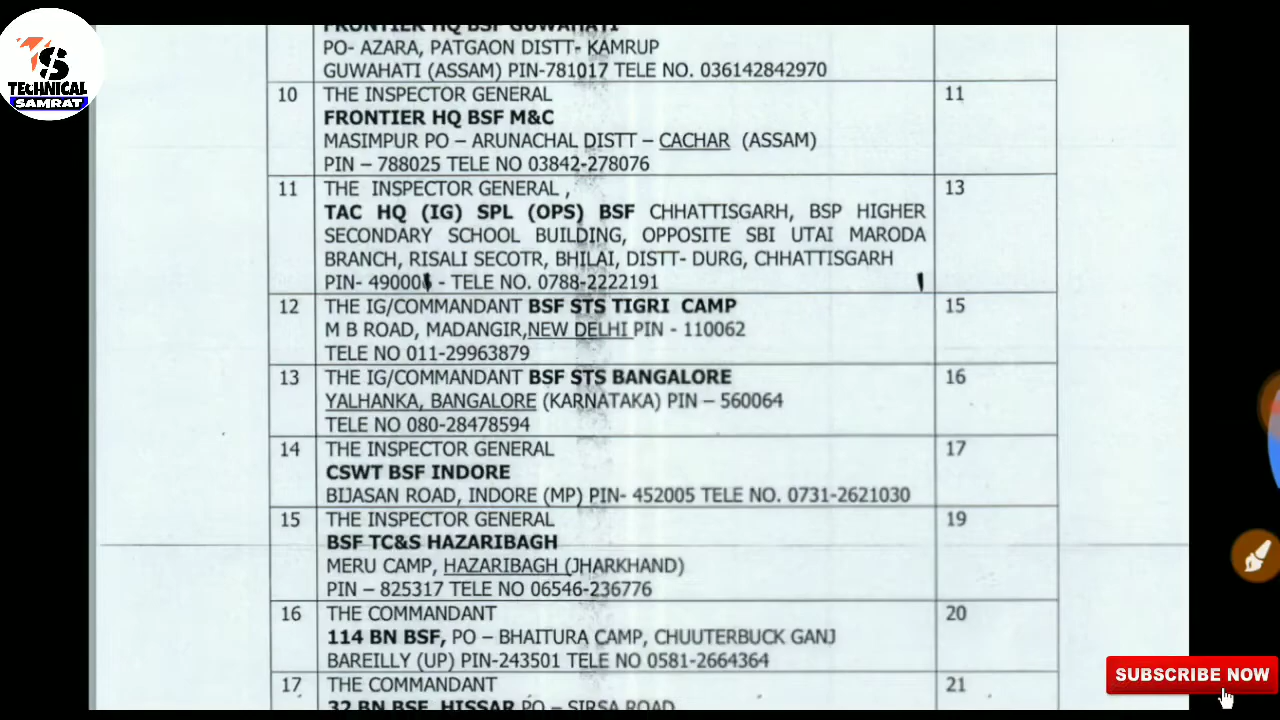 TECHNICAL
SAMRAT
FRONTIER HQ BSF GUWAHATI
PO- AZARA, PATGAON DISTT- KAMRUP
GUWAHATI (ASSAM) PIN-781017 TELE NO. 036142842970
10 THE INSPECTOR GENERAL 11
FRONTIER HQ BSF M&C
MASIMPUR PO – ARUNACHAL DISTT – CACHAR (ASSAM)
PIN – 788025 TELE NO 03842-278076
11 THE INSPECTOR GENERAL , 13
TAC HQ (IG) SPL (OPS) BSF CHHATTISGARH, BSP HIGHER
SECONDARY SCHOOL BUILDING, OPPOSITE SBI UTAI MARODA
BRANCH, RISALI SECOTR, BHILAI, DISTT- DURG, CHHATTISGARH
PIN- - TELE NO. 0788-2222191
12 THE IG/COMMANDANT BSF STS TIGRI CAMP 15
M B ROAD, MADANGIR,NEW DELHI PIN - 110062
TELE NO 011-29963879
13 THE IG/COMMANDANT BSF STS BANGALORE 16
YALHANKA, BANGALORE (KARNATAKA) PIN – 560064
TELE NO 080-28478594
14 THE INSPECTOR GENERAL 17
CSWT BSF INDORE
BIJASAN ROAD, INDORE (MP) PIN- 452005 TELE NO. 0731-2621030
15 THE INSPECTOR GENERAL 19
BSF TC&S HAZARIBAGH
MERU CAMP, HAZARIBAGH (JHARKHAND)
PIN – 825317 TELE NO 06546-236776
16 THE COMMANDANT 20
114 BN BSF, PO – BHAITURA CAMP, CHUUTERBUCK GANJ
BAREILLY (UP) PIN-243501 TELE NO 0581-2664364
17 THE COMMANDANT 21
32 BN BSF, HISSAR PO – SIRSA ROAD
SUBSCRIBE NOW